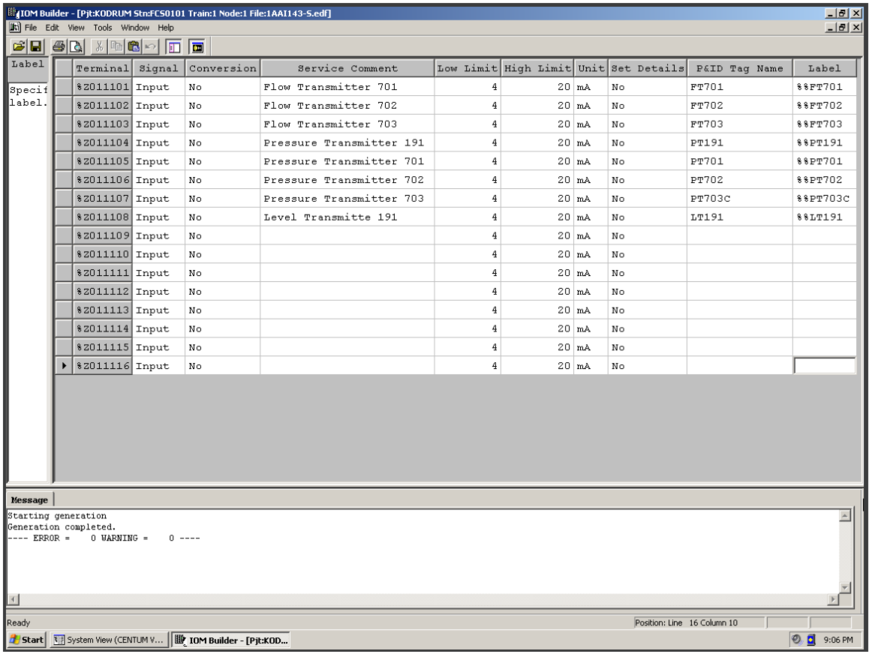 IOM Builder - [Pjt:KODRUM Stn:FCS0101 Train:1 Node:1 File:1AAI143-S.edf]
File Edit View Tools Window Help
Label Terminal Signal Conversion Service Comment Low Limit High Limit Unit Set Details P&ID Tag Name Label
Specif
label.
%Z011101 Input No Flow Transmitter 701 4 20 mA No FT701 %%FT701
%Z011102 Input No Flow Transmitter 702 4 20 mA No FT702 %%FT702
%Z011103 Input No Flow Transmitter 703 4 20 mA No FT703 %%FT703
%Z011104 Input No Pressure Transmitter 191 4 20 mA No PT191 %%PT191
%Z011105 Input No Pressure Transmitter 701 4 20 mA No PT701 %%PT701
%Z011106 Input No Pressure Transmitter 702 4 20 mA No PT702 %%PT702
%Z011107 Input No Pressure Transmitter 703 4 20 mA No PT703C %%PT703C
%Z011108 Input No Level Transmitte 191 4 20 mA No LT191 %%LT191
%Z011109 Input No 4 20 mA No
%Z011110 Input No 4 20 mA No
%Z011111 Input No 4 20 mA No
%Z011112 Input No 4 20 mA No
%Z011113 Input No 4 20 mA No
%Z011114 Input No 4 20 mA No
%Z011115 Input No 4 20 mA No
%Z011116 Input No 4 20 mA No
Message
Starting generation
Generation completed.
---- ERROR = 0 WARNING = 0 ----
Ready Position: Line 16 Column 10
Start System View (CENTUM V... IOM Builder - [Pjt:KOD... 9:06 PM